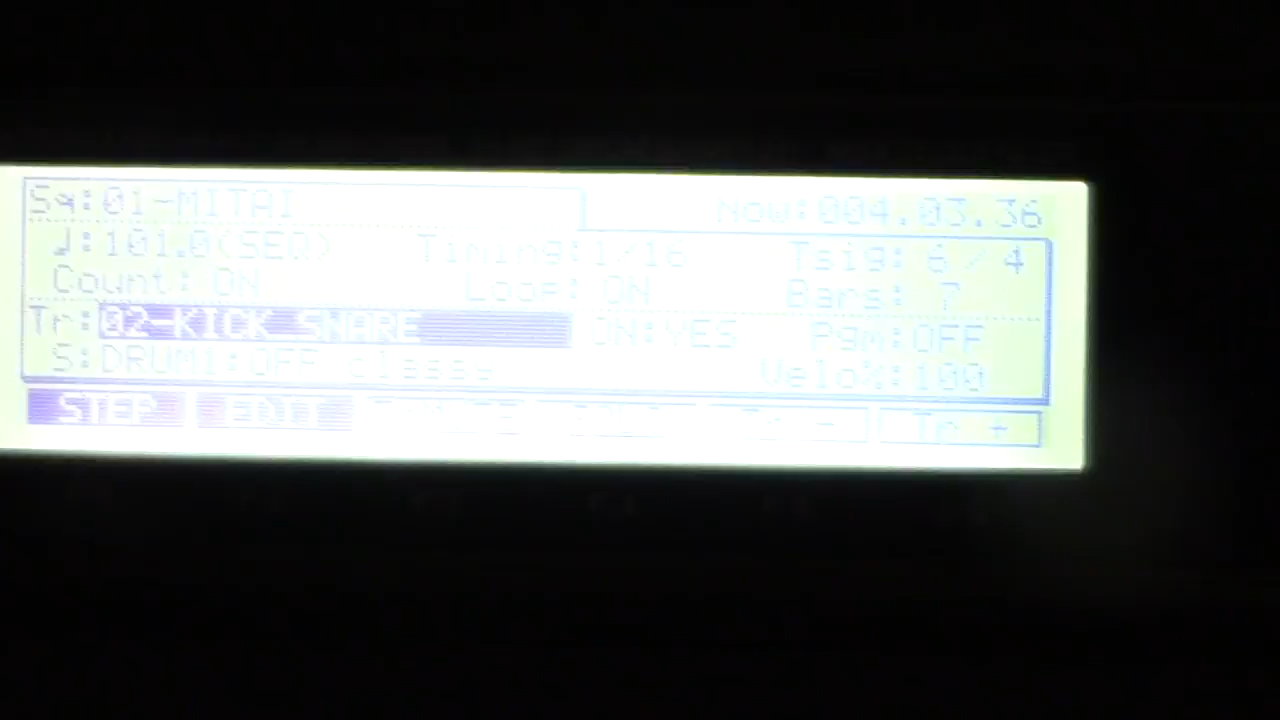 Sq:01-MITAI Now:004.03.36
♩:101.0(SEQ) Timing:1/16 Tsig: 6/ 4
Count: ON Loop: ON Bars: 7
Tr:02-KICK SNARE ON:YES Pgm:OFF
S:DRUM1:OFF Velo%:100
STEP EDIT Tr +